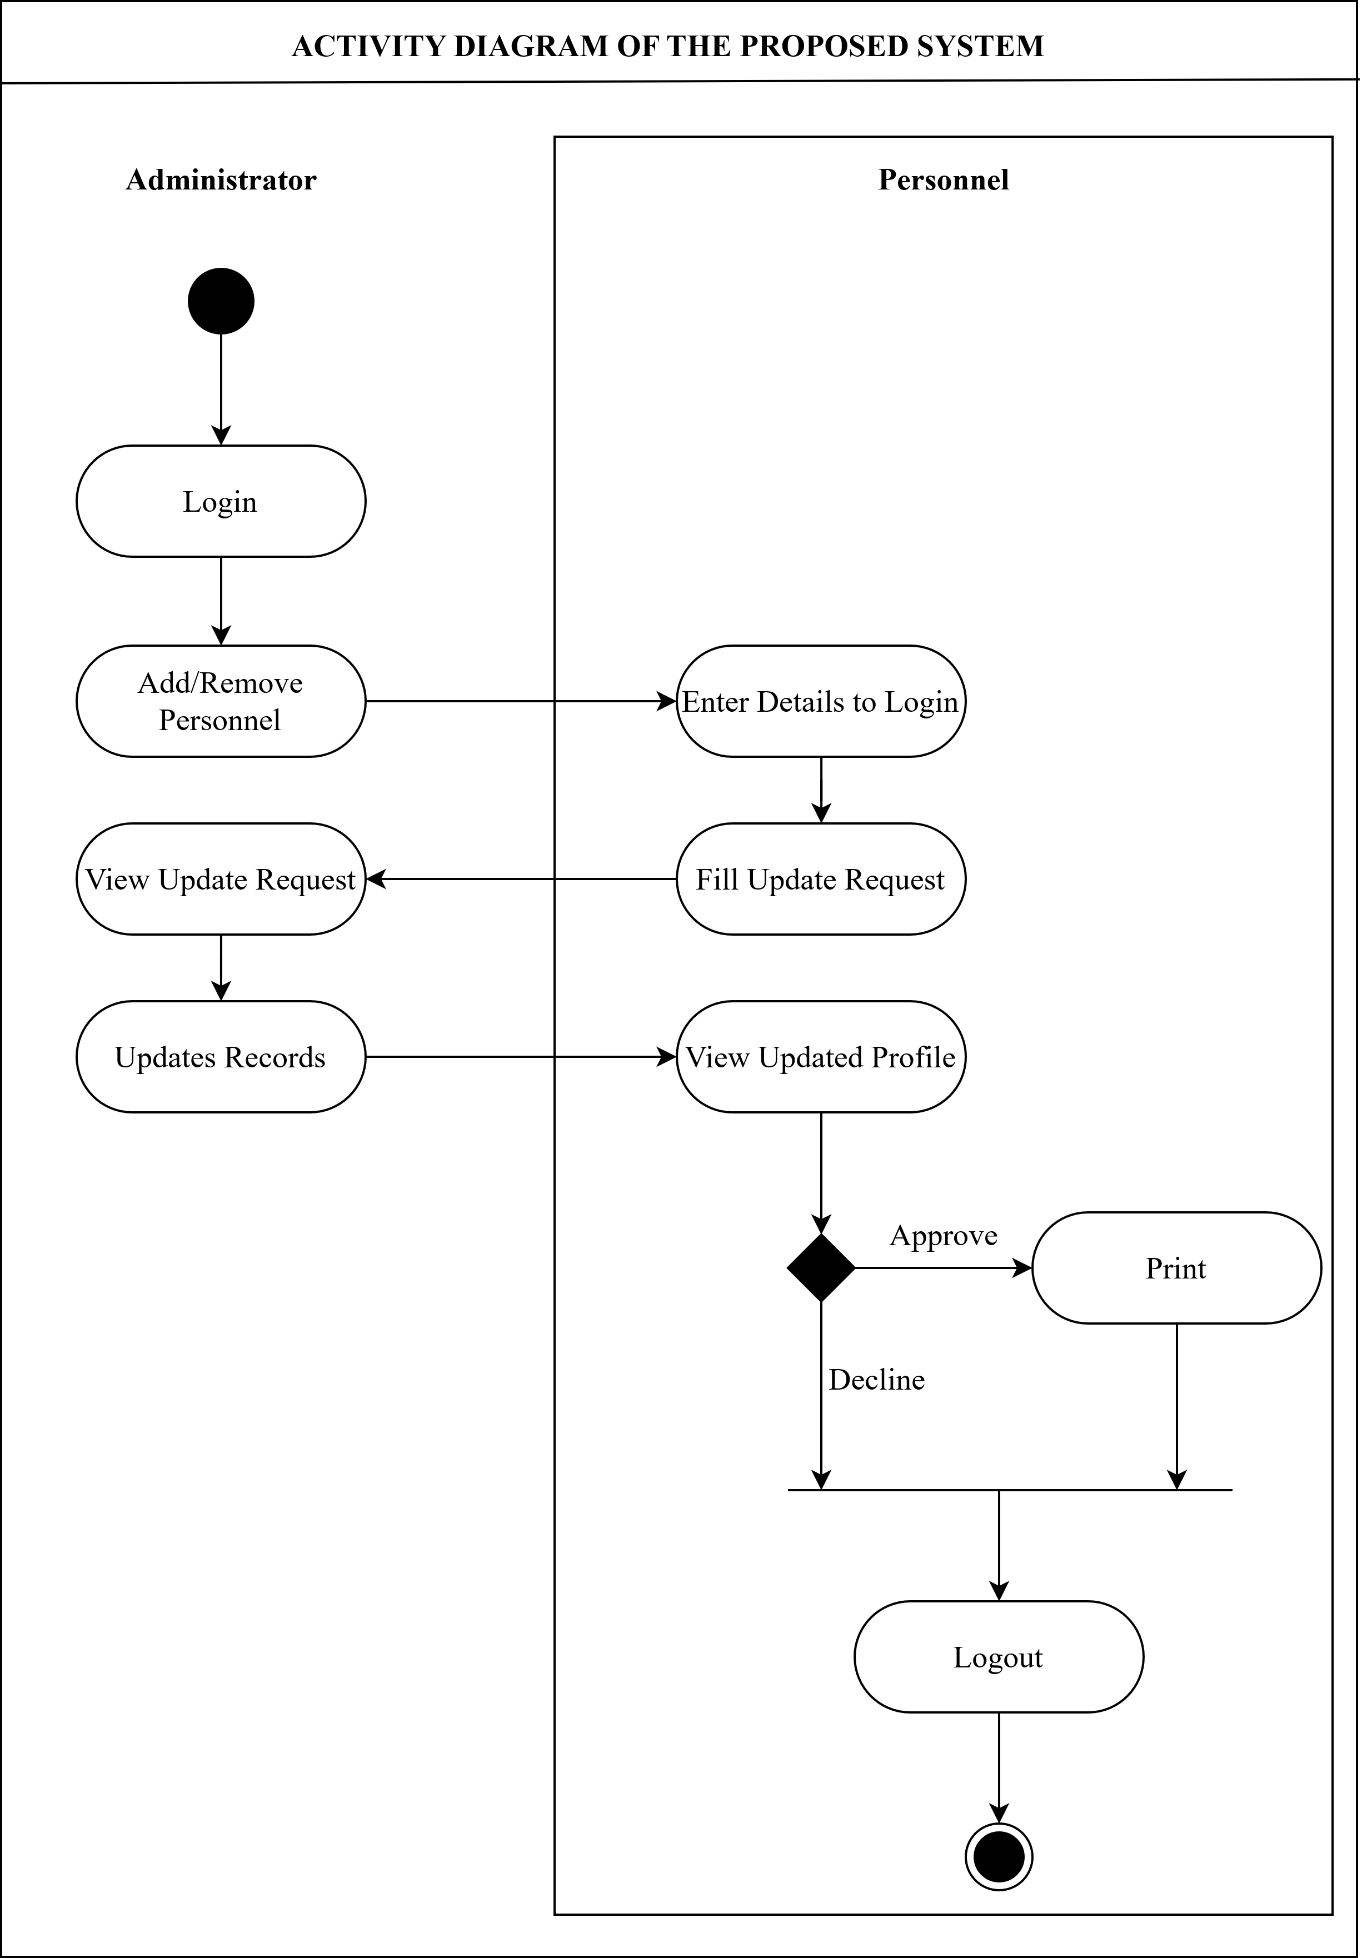 ACTIVITY DIAGRAM OF THE PROPOSED SYSTEM
Administrator
Personnel
Login
Add/Remove
Personnel
Enter Details to Login
View Update Request
Fill Update Request
Updates Records
View Updated Profile
Approve
Print
Decline
Logout